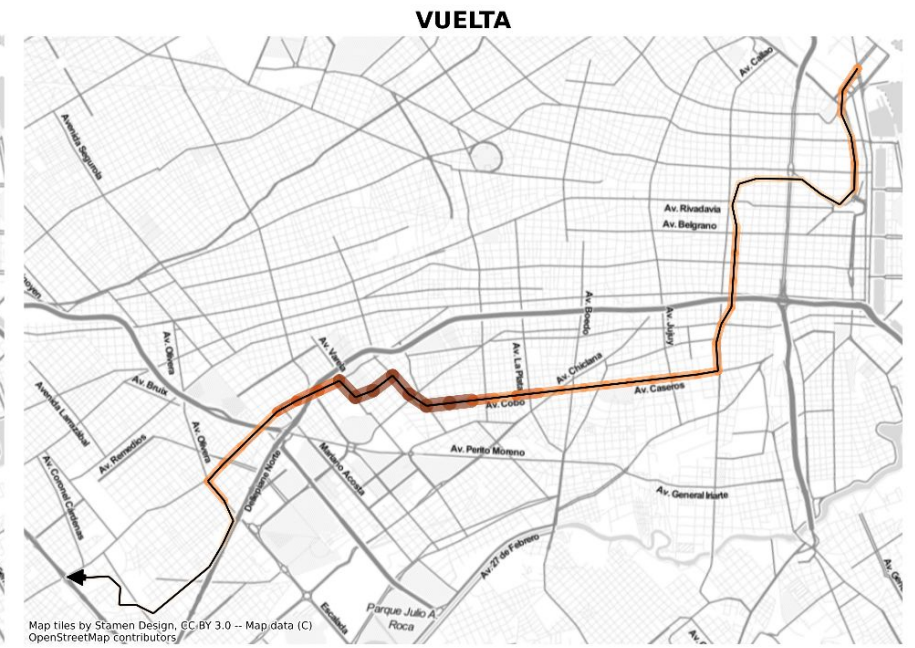 VUELTA
Av. Callao
Avenida Segurola
Av. Rivadavia
Av. Belgrano
Av. Boedo
Av. Jujuy
Av. Olivera
Av. Varela
Av. La Plata
Av. Chiclana
Av. Bruix
Av. Caseros
Av. Cobo
Avenida Larrazábal
Av. Olivera
Av. Remedios
Av. Perito Moreno
Mariano Acosta
Av. Coronel Cárdenas
Dellepiane Norte
Av. General Iriarte
Av. 27 de Febrero
Parque Julio A
Roca
Escalada
Map tiles by Stamen Design, CC BY 3.0 -- Map data (C)
OpenStreetMap contributors